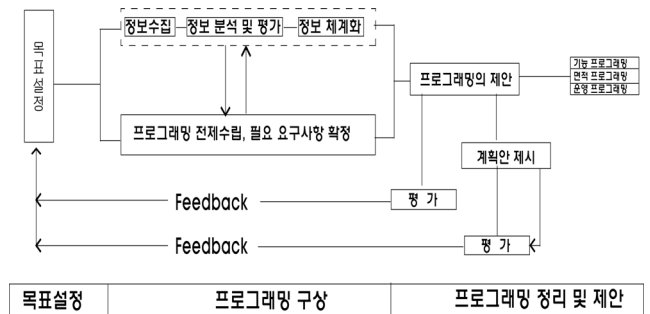 목표설정
정보수집 정보 분석 및 평가 정보 체계화
프로그래밍 전제수립, 필요 요구사항 확정
프로그래밍의 제안
기능 프로그래밍
면적 프로그래밍
운영 프로그래밍
계획안 제시
Feedback
평 가
Feedback
평 가
목표설정 프로그래밍 구상 프로그래밍 정리 및 제안